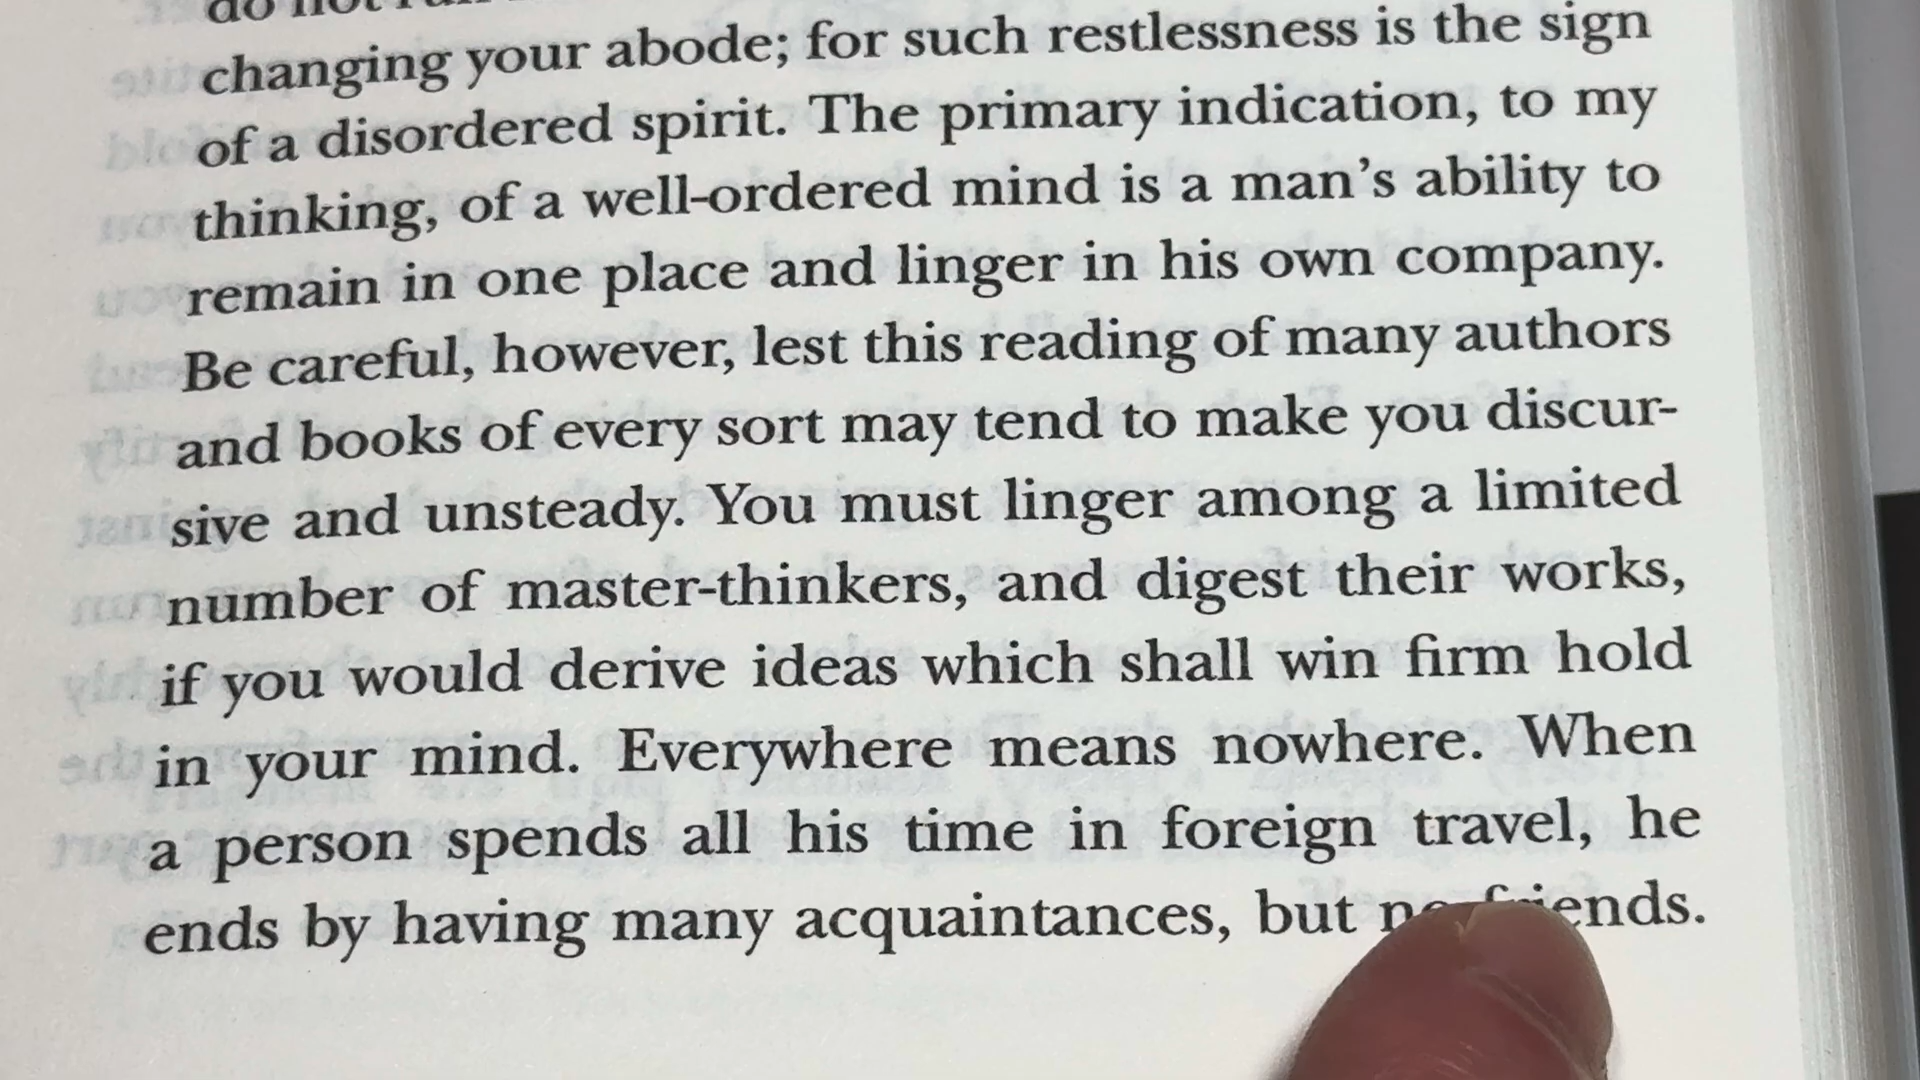 do not run
changing your abode; for such restlessness is the sign
of a disordered spirit. The primary indication, to my
thinking, of a well-ordered mind is a man’s ability to
remain in one place and linger in his own company.
Be careful, however, lest this reading of many authors
and books of every sort may tend to make you discur-
sive and unsteady. You must linger among a limited
number of master-thinkers, and digest their works,
if you would derive ideas which shall win firm hold
in your mind. Everywhere means nowhere. When
a person spends all his time in foreign travel, he
ends by having many acquaintances, but no friends.